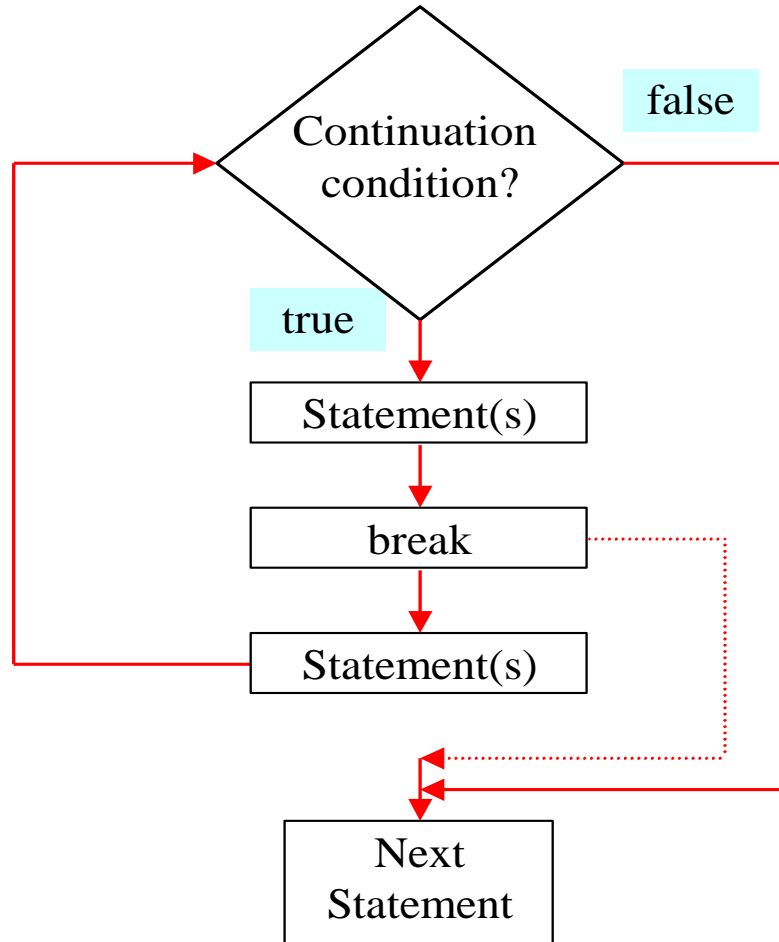 false
Continuation
condition?
true
Statement(s)
break
Statement(s)
Next
Statement